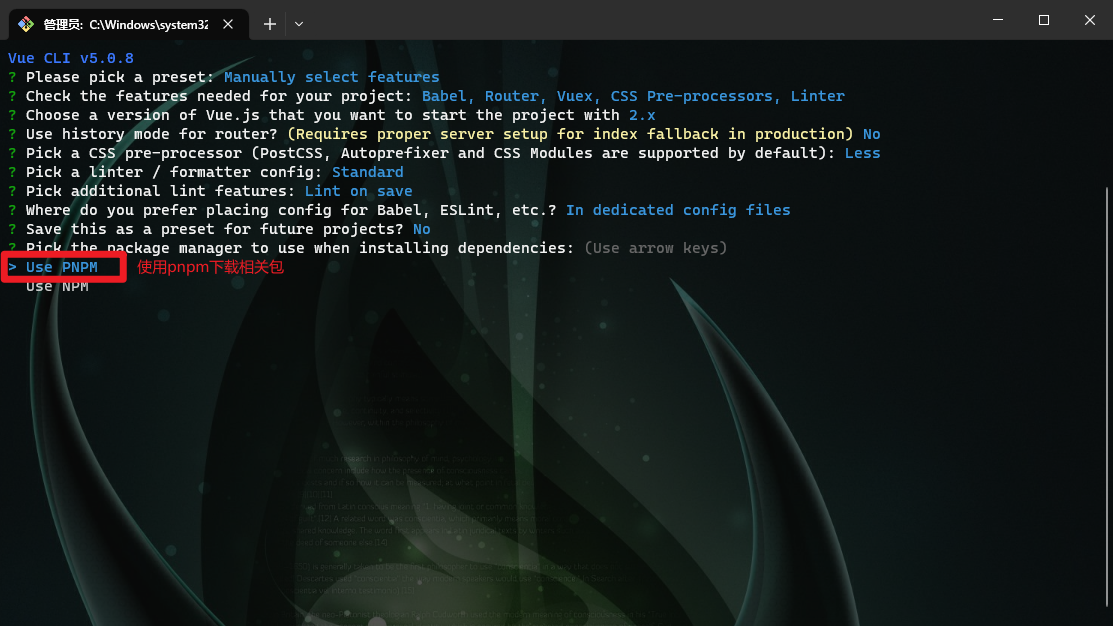 管理员: C:\Windows\system32
Vue CLI v5.0.8
? Please pick a preset: Manually select features
? Check the features needed for your project: Babel, Router, Vuex, CSS Pre-processors, Linter
? Choose a version of Vue.js that you want to start the project with 2.x
? Use history mode for router? (Requires proper server setup for index fallback in production) No
? Pick a CSS pre-processor (PostCSS, Autoprefixer and CSS Modules are supported by default): Less
? Pick a linter / formatter config: Standard
? Pick additional lint features: Lint on save
? Where do you prefer placing config for Babel, ESLint, etc.? In dedicated config files
? Save this as a preset for future projects? No
? Pick the package manager to use when installing dependencies: (Use arrow keys)
> Use PNPM 使用pnpm下载相关包
Use NPM